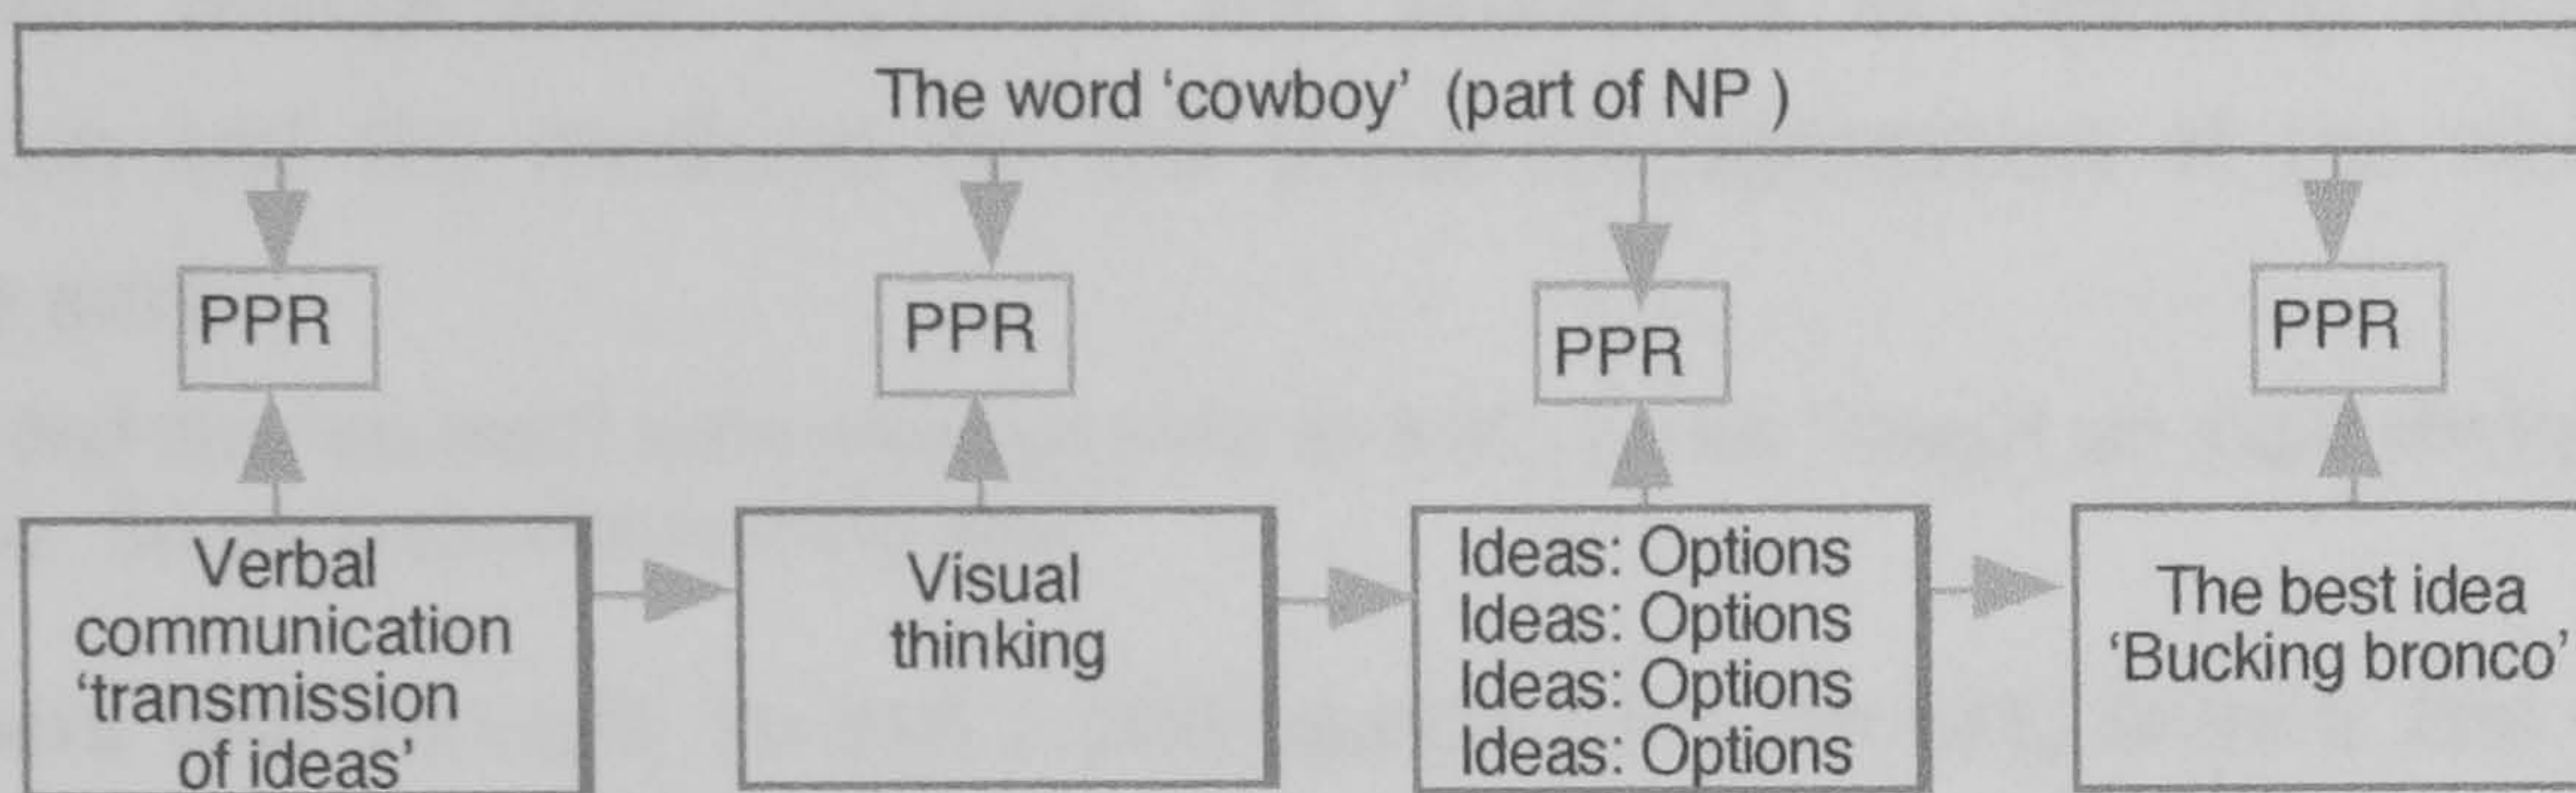 The word ‘cowboy’ (part of NP )
PPR
PPR
PPR
PPR
Verbal
communication
‘transmission
of ideas’
Visual
thinking
Ideas: Options
Ideas: Options
Ideas: Options
Ideas: Options
The best idea
‘Bucking bronco’